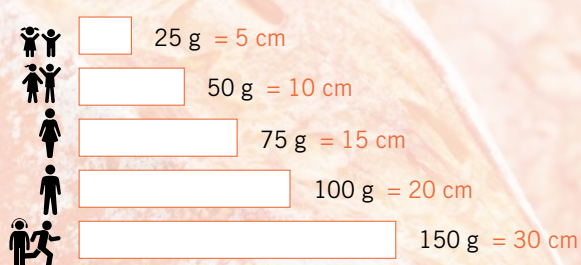 25 g = 5 cm
50 g = 10 cm
75 g = 15 cm
100 g = 20 cm
150 g = 30 cm